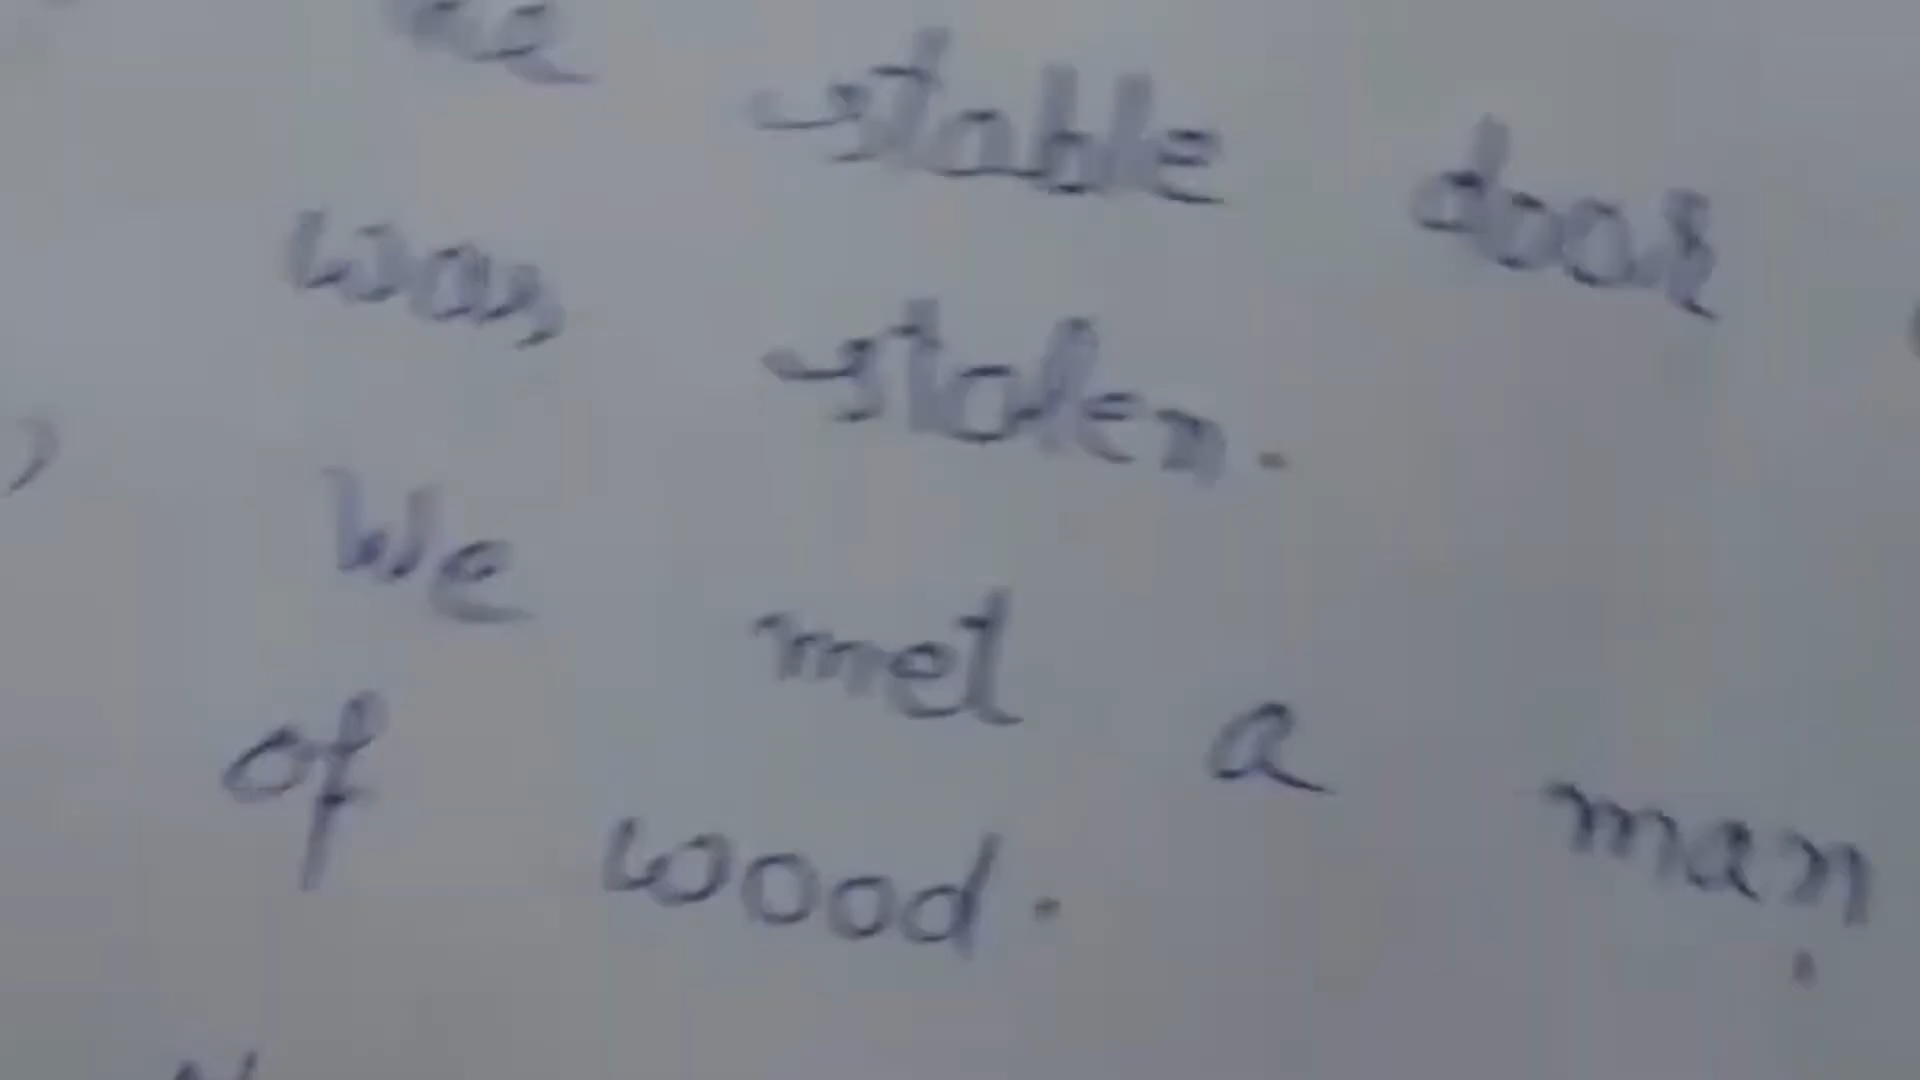 stable door
was stolen.
We met a man
of wood.